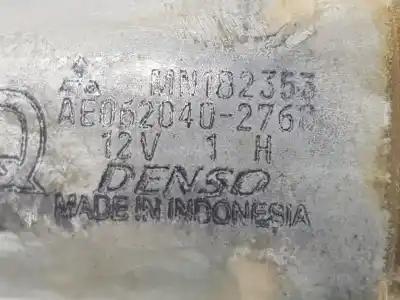 MN182353
AE062040-2760
12V 1 H
DENSO
MADE IN INDONESIA